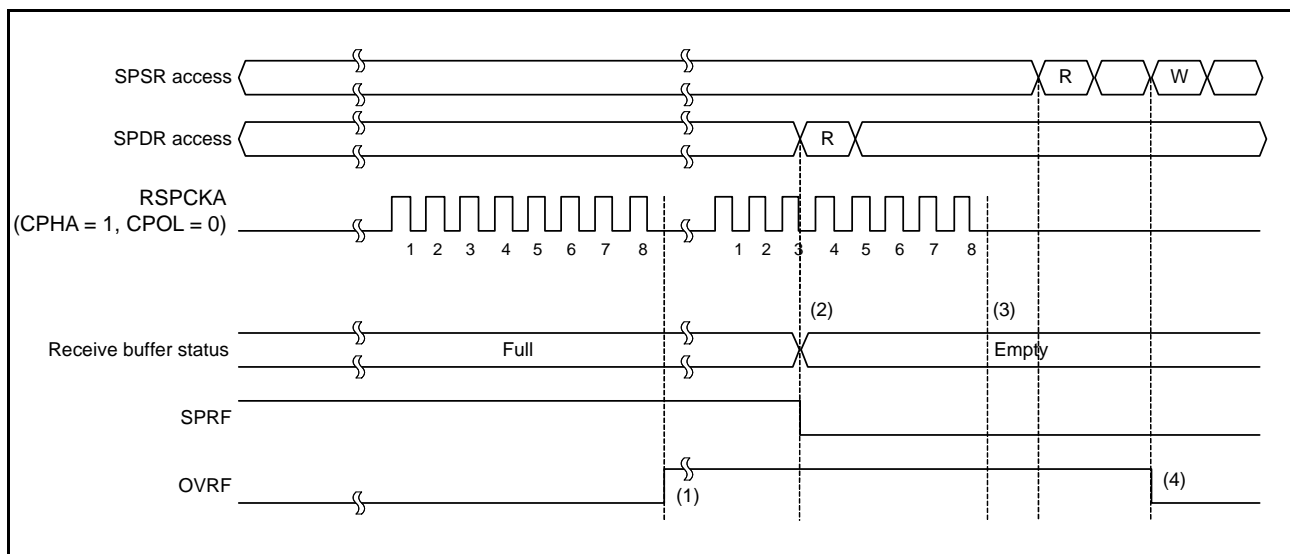 SPSR access
R
W
SPDR access
R
RSPCKA
(CPHA = 1, CPOL = 0)
1 2 3 4 5 6 7 8 1 2 3 4 5 6 7 8
(2) (3)
Receive buffer status Full Empty
SPRF
OVRF (1) (4)